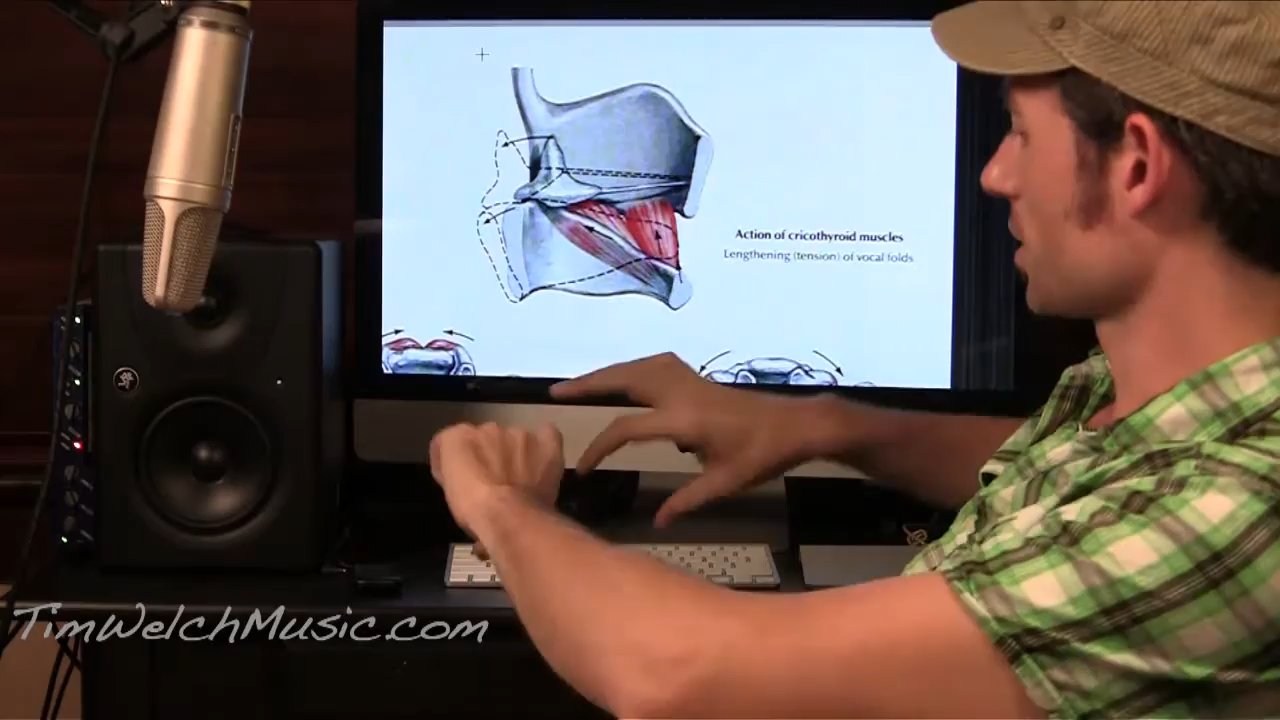 Action of cricothyroid muscles
Lengthening (tension) of vocal folds
TimWelchMusic.com